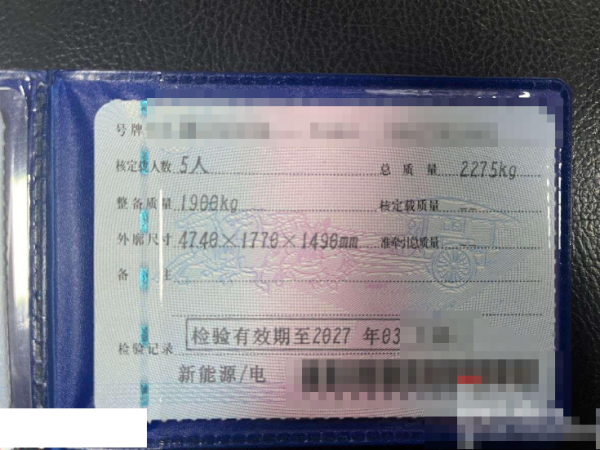 号牌
核定载人数 5人 总质量 2275kg
整备质量 1900kg 核定载质量 --
外廓尺寸 4740×1770×1490mm 准牵引总质量 --
备注
检验记录 检验有效期至2027 年03
新能源/电